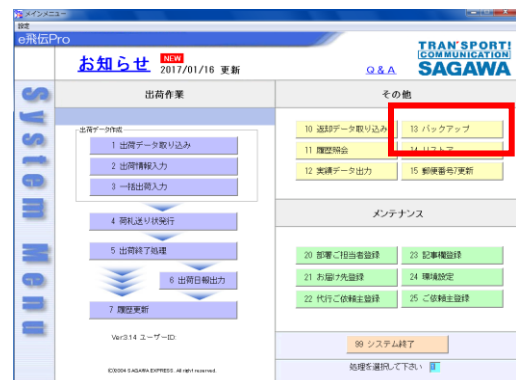 メインメニュー
設定
e飛伝Pro
お知らせ NEW 2017/01/16 更新
Q & A
TRAN'SPORT!
[COMMUNICATION]
SAGAWA
System Menu
出荷作業
その他
出荷データ作成
1 出荷データ取り込み
2 出荷情報入力
3 一括出荷入力
4 荷札送り状発行
5 出荷終了処理
6 出荷日報出力
7 履歴更新
10 返却データ取り込み
13 バックアップ
11 履歴照会
14 リストア
12 実績データ出力
15 郵便番号7更新
メンテナンス
20 部署ご担当者登録
23 記事欄登録
21 お届け先登録
24 環境設定
22 代行ご依頼主登録
25 ご依頼主登録
Ver3.14 ユーザーID:
99 システム終了
(C)2004 SAGAWA EXPRESS. All right reserved.
処理を選択して下さい